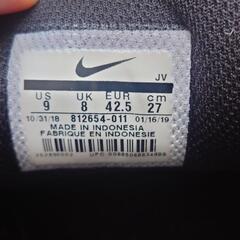 JV
US UK EUR cm
9 8 42.5 27
10/31/18 812654-011 01/16/19
MADE IN INDONESIA
FABRIQUE EN INDONESIE
UPC